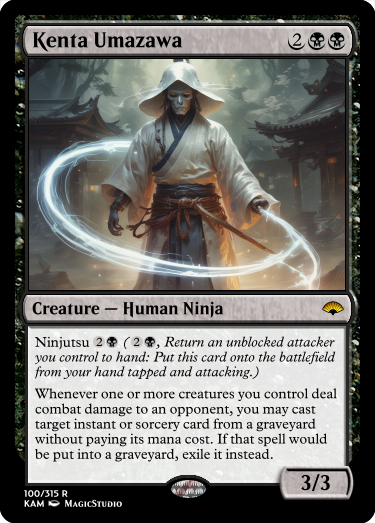 Kenta Umazawa 2
Creature — Human Ninja
Ninjutsu 2 ( 2 , Return an unblocked attacker
you control to hand: Put this card onto the battlefield
from your hand tapped and attacking.)
Whenever one or more creatures you control deal
combat damage to an opponent, you may cast
target instant or sorcery card from a graveyard
without paying its mana cost. If that spell would
be put into a graveyard, exile it instead.
3/3
100/315 R
KAM MagicStudio